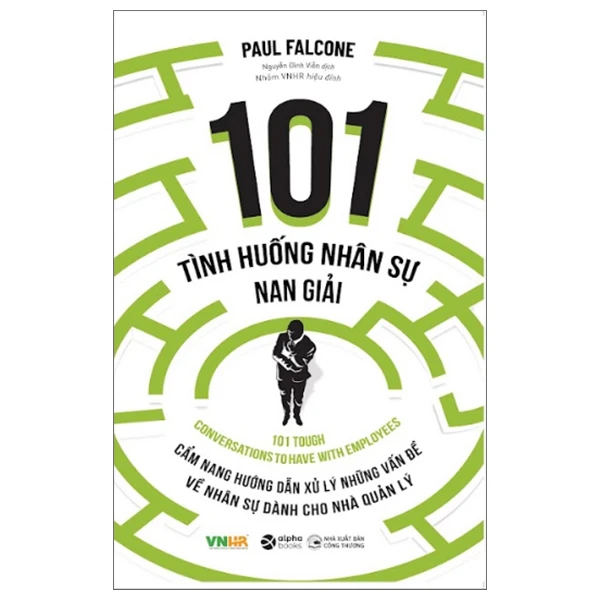 PAUL FALCONE
Nguyễn Đình Viễn dịch
Nhóm VNHR hiệu đính
101
TÌNH HUỐNG NHÂN SỰ
NAN GIẢI
101 TOUGH
CONVERSATIONS TO HAVE WITH EMPLOYEES
CẨM NANG HƯỚNG DẪN XỬ LÝ NHỮNG VẤN ĐỀ
VỀ NHÂN SỰ DÀNH CHO NHÀ QUẢN LÝ
VNHR
alpha
books
NHÀ XUẤT BẢN
CÔNG THƯƠNG